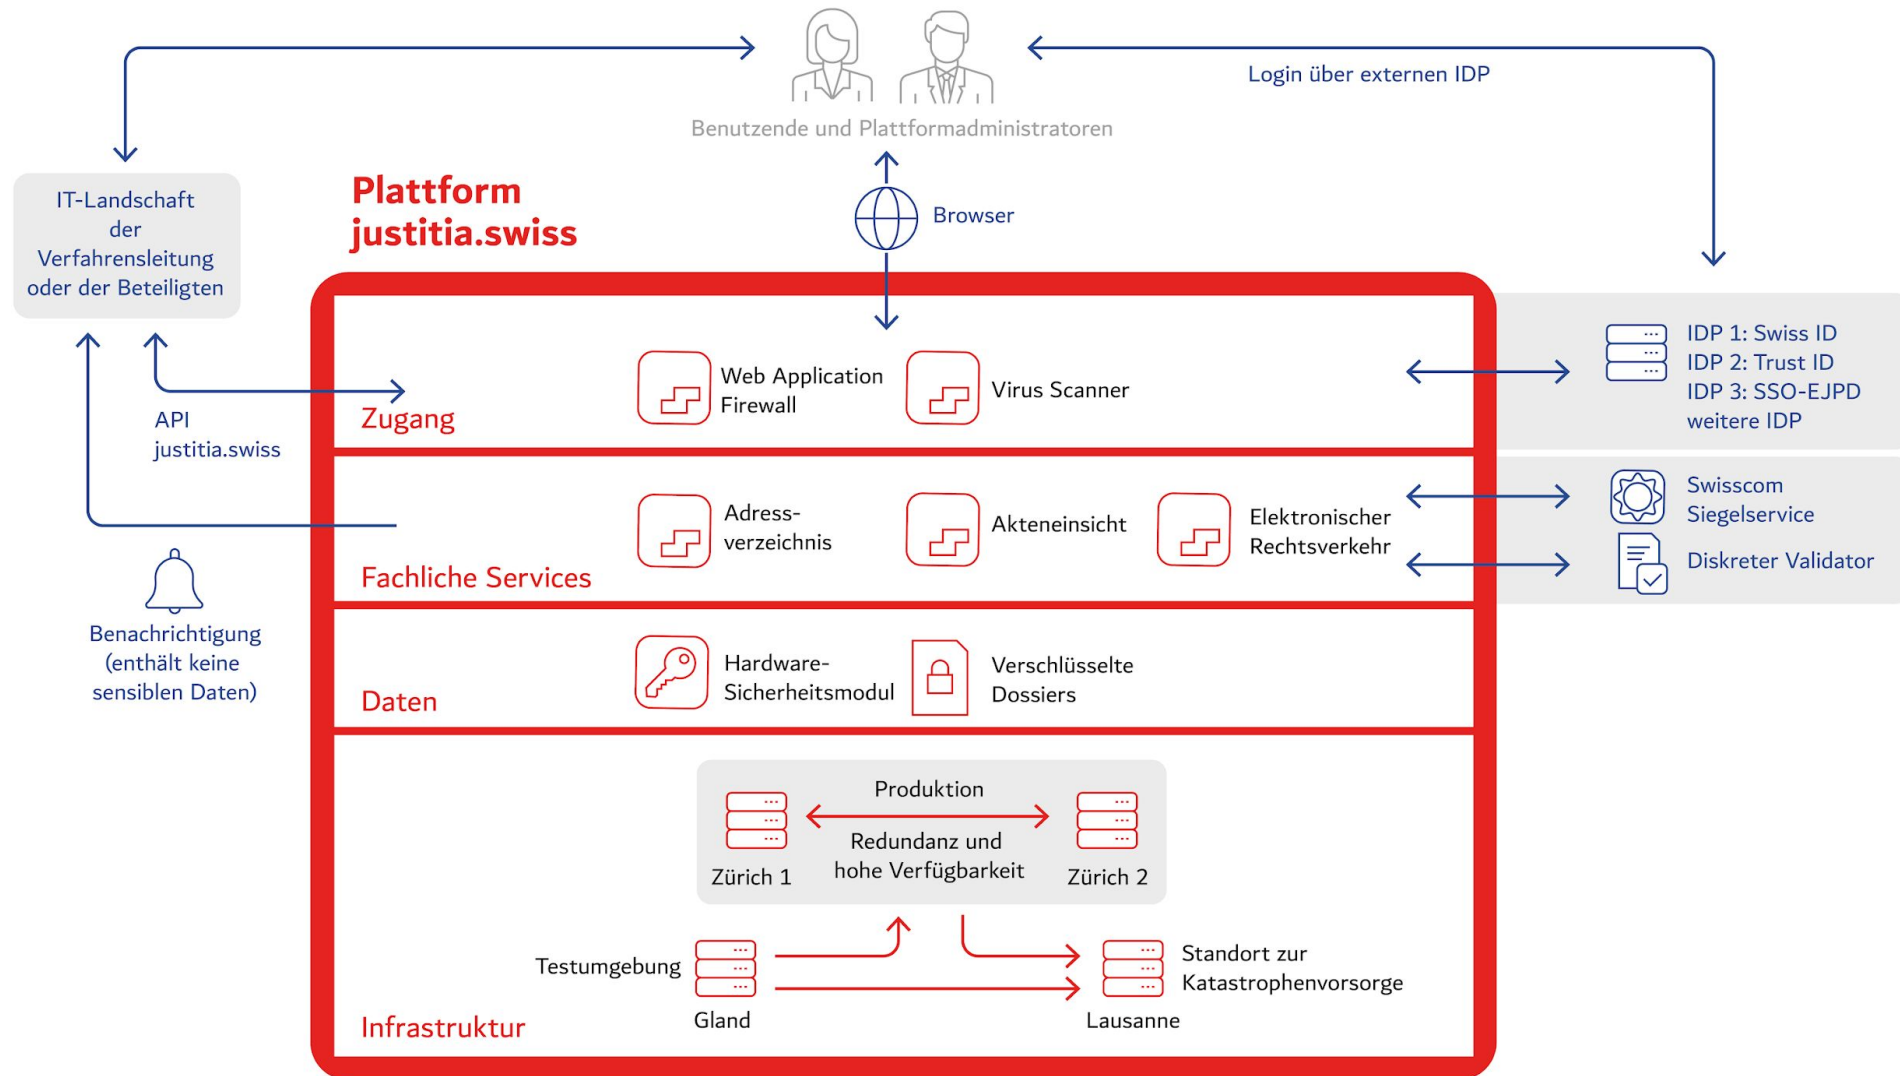 Login über externen IDP
Benutzende und Plattformadministratoren
IT-Landschaft
der
Verfahrensleitung
oder der Beteiligten
Plattform
justitia.swiss
Browser
API
justitia.swiss
Benachrichtigung
(enthält keine
sensiblen Daten)
Zugang
Web Application
Firewall
Virus Scanner
IDP 1: Swiss ID
IDP 2: Trust ID
IDP 3: SSO-EJPD
weitere IDP
Fachliche Services
Adress-
verzeichnis
Akteneinsicht
Elektronischer
Rechtsverkehr
Swisscom
Siegelservice
Diskreter Validator
Daten
Hardware-
Sicherheitsmodul
Verschlüsselte
Dossiers
Infrastruktur
Produktion
Redundanz und
hohe Verfügbarkeit
Zürich 1
Zürich 2
Testumgebung
Gland
Standort zur
Katastrophenvorsorge
Lausanne